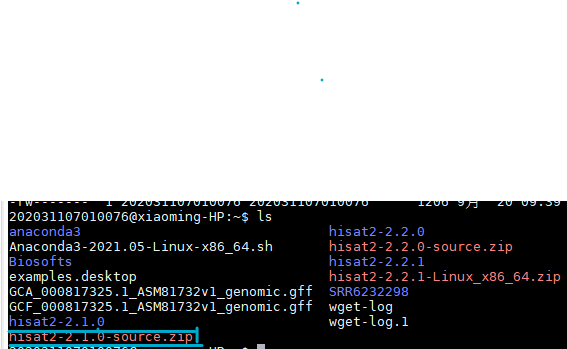 -rw------- 1 202031107010076 202031107010076 1206 9月 20 09:39
202031107010076@xiaoming-HP:~$ ls
anaconda3 hisat2-2.2.0
Anaconda3-2021.05-Linux-x86_64.sh hisat2-2.2.0-source.zip
Biosofts hisat2-2.2.1
examples.desktop hisat2-2.2.1-Linux_x86_64.zip
GCA_000817325.1_ASM81732v1_genomic.gff SRR6232298
GCF_000817325.1_ASM81732v1_genomic.gff wget-log
hisat2-2.1.0 wget-log.1
hisat2-2.1.0-source.zip
202031107010076@xiaoming-HP:~$